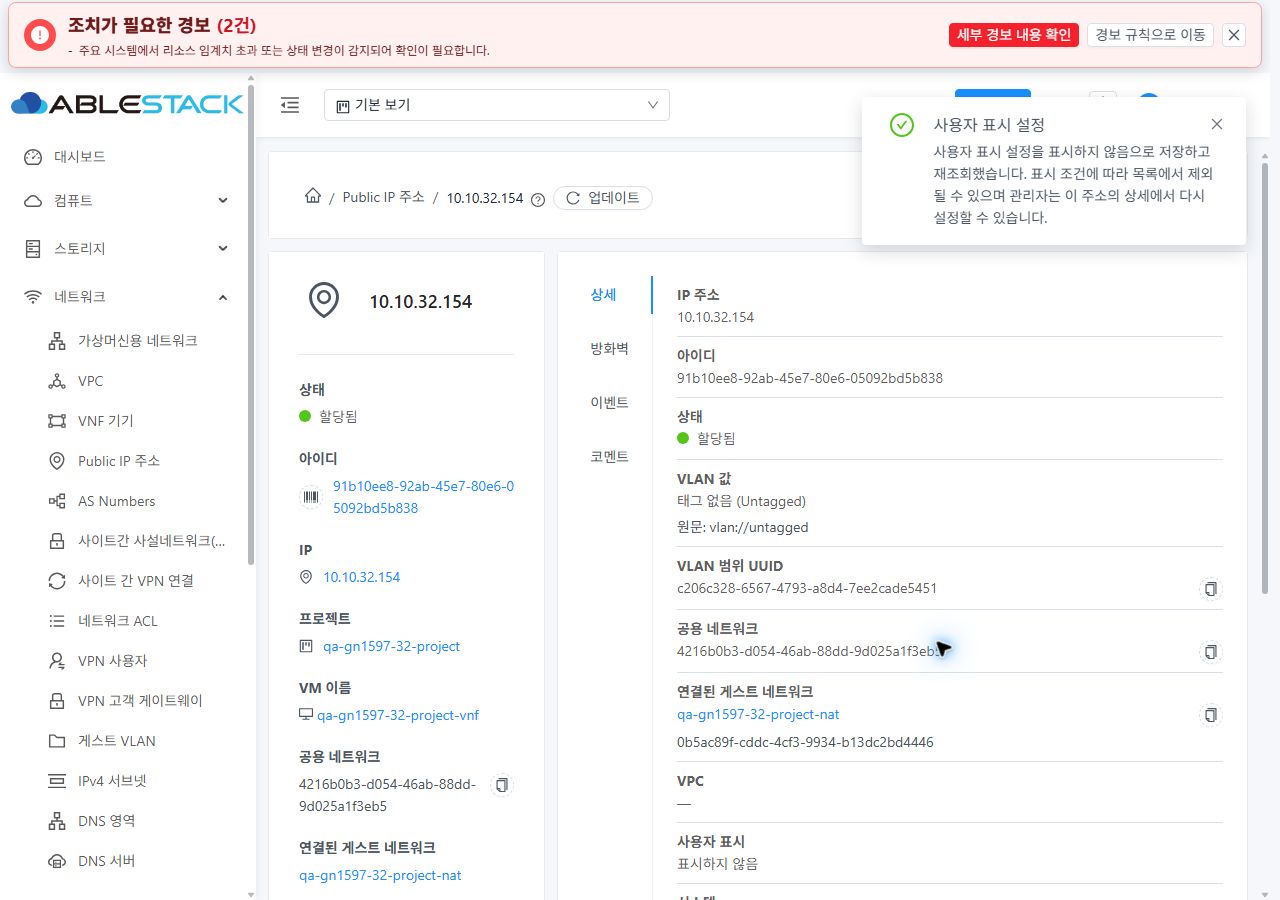 조치가 필요한 경보 (2건)
- 주요 시스템에서 리소스 임계치 초과 또는 상태 변경이 감지되어 확인이 필요합니다.
세부 경보 내용 확인
경보 규칙으로 이동
ABLESTACK
기본 보기
대시보드
컴퓨트
스토리지
네트워크
가상머신용 네트워크
VPC
VNF 기기
Public IP 주소
AS Numbers
사이트간 사설네트워크(...
사이트 간 VPN 연결
네트워크 ACL
VPN 사용자
VPN 고객 게이트웨이
게스트 VLAN
IPv4 서브넷
DNS 영역
DNS 서버
/ Public IP 주소 / 10.10.32.154
업데이트
사용자 표시 설정
사용자 표시 설정을 표시하지 않음으로 저장하고
재조회했습니다. 표시 조건에 따라 목록에서 제외
될 수 있으며 관리자는 이 주소의 상세에서 다시
설정할 수 있습니다.
10.10.32.154
상태
할당됨
아이디
91b10ee8-92ab-45e7-80e6-0
5092bd5b838
IP
10.10.32.154
프로젝트
qa-gn1597-32-project
VM 이름
qa-gn1597-32-project-vnf
공용 네트워크
4216b0b3-d054-46ab-88dd-
9d025a1f3eb5
연결된 게스트 네트워크
qa-gn1597-32-project-nat
상세
방화벽
이벤트
코멘트
IP 주소
10.10.32.154
아이디
91b10ee8-92ab-45e7-80e6-05092bd5b838
상태
할당됨
VLAN 값
태그 없음 (Untagged)
원문: vlan://untagged
VLAN 범위 UUID
c206c328-6567-4793-a8d4-7ee2cade5451
공용 네트워크
4216b0b3-d054-46ab-88dd-9d025a1f3eb5
연결된 게스트 네트워크
qa-gn1597-32-project-nat
0b5ac89f-cddc-4cf3-9934-b13dc2bd4446
VPC
—
사용자 표시
표시하지 않음